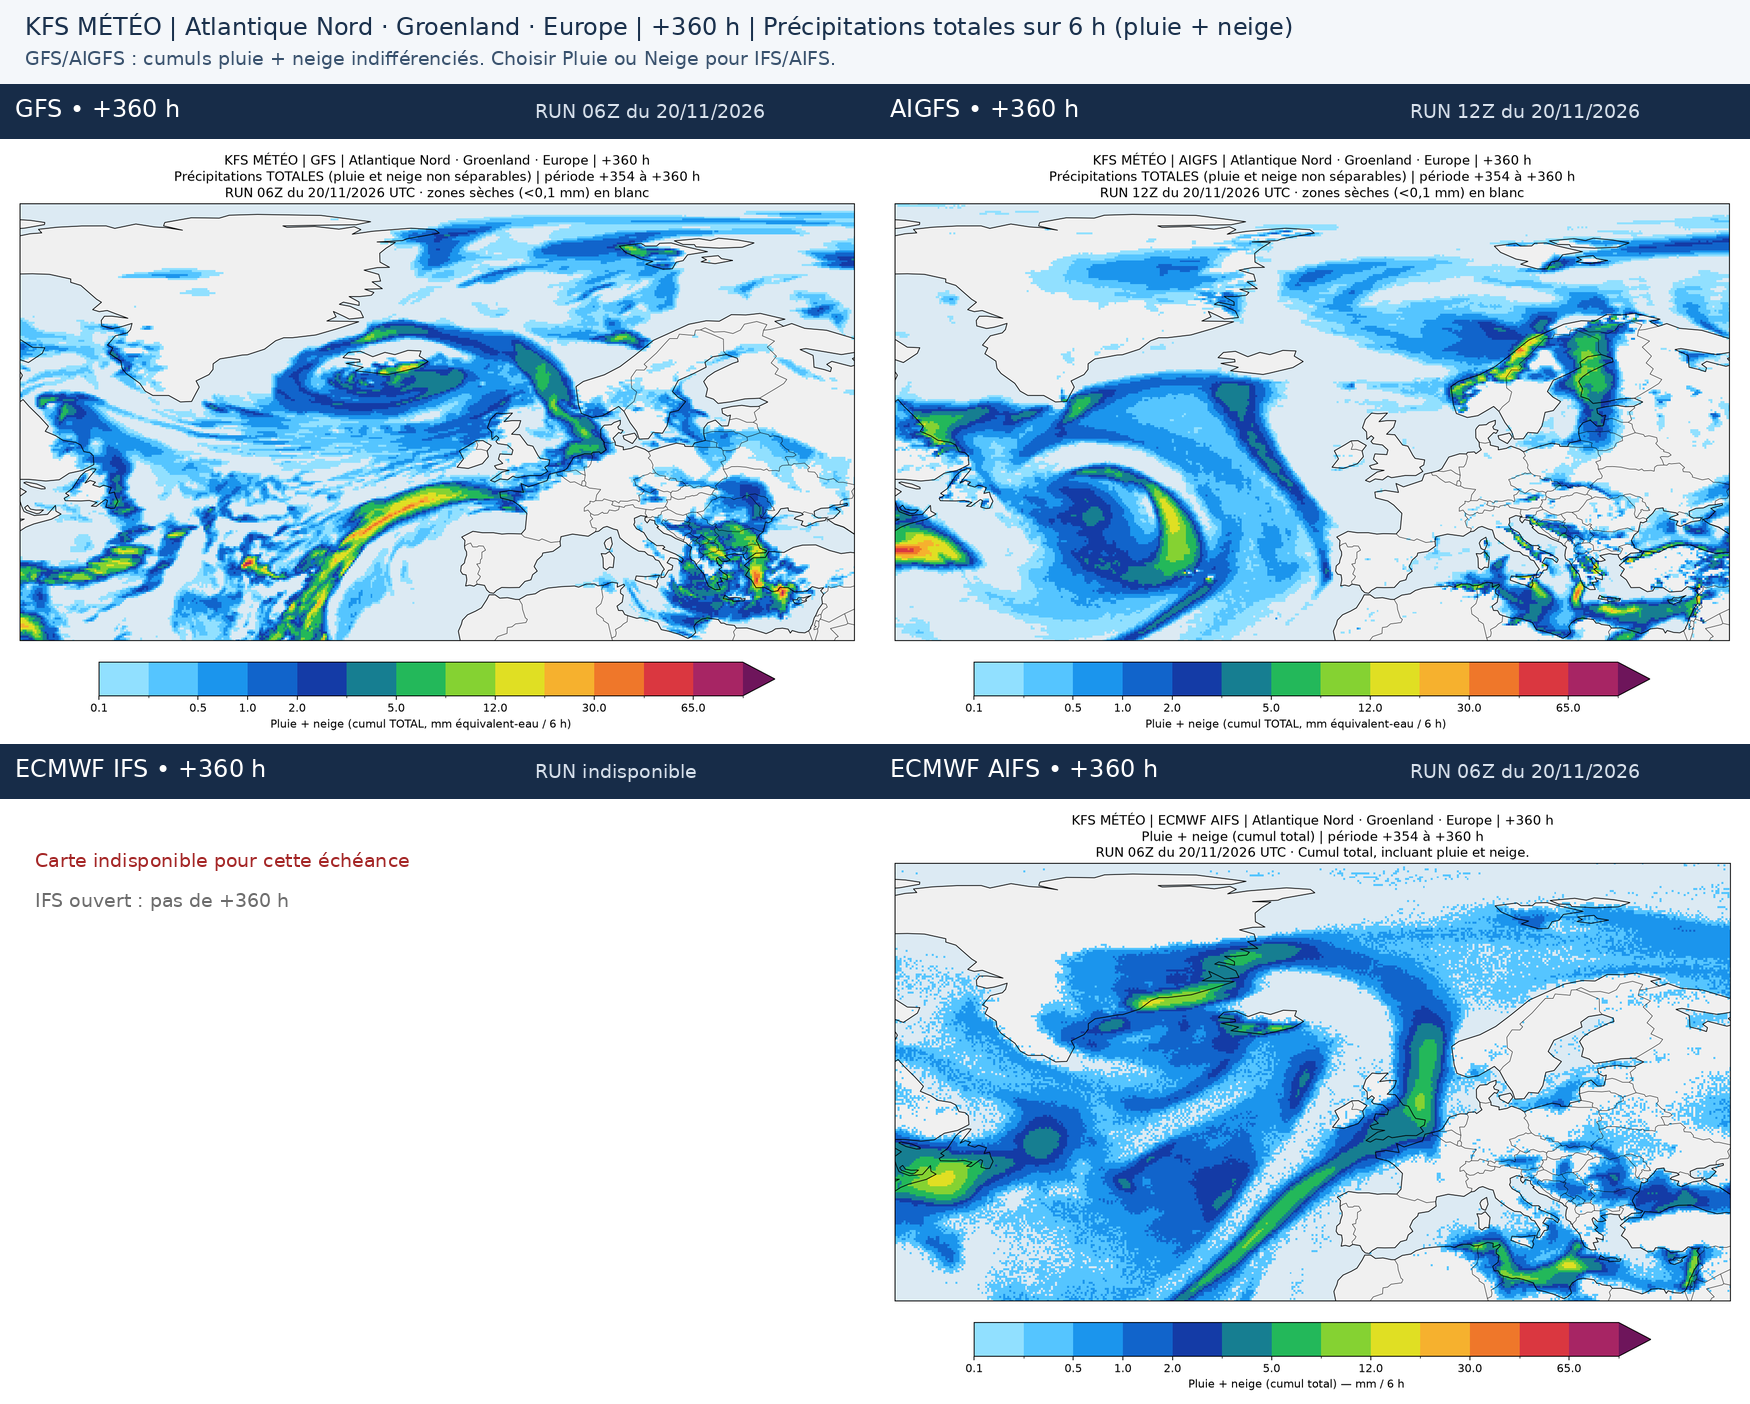 KFS MÉTÉO | Atlantique Nord · Groenland · Europe | +360 h | Précipitations totales sur 6 h (pluie + neige)
GFS/AIGFS : cumuls pluie + neige indifférenciés. Choisir Pluie ou Neige pour IFS/AIFS.
GFS • +360 h
RUN 06Z du 20/11/2026
KFS MÉTÉO | GFS | Atlantique Nord · Groenland · Europe | +360 h
Précipitations TOTALES (pluie et neige non séparables) | période +354 à +360 h
RUN 06Z du 20/11/2026 UTC · zones sèches (<0,1 mm) en blanc
0.1 0.5 1.0 2.0 5.0 12.0 30.0 65.0
Pluie + neige (cumul TOTAL, mm équivalent-eau / 6 h)
AIGFS • +360 h
RUN 12Z du 20/11/2026
KFS MÉTÉO | AIGFS | Atlantique Nord · Groenland · Europe | +360 h
Précipitations TOTALES (pluie et neige non séparables) | période +354 à +360 h
RUN 12Z du 20/11/2026 UTC · zones sèches (<0,1 mm) en blanc
0.1 0.5 1.0 2.0 5.0 12.0 30.0 65.0
Pluie + neige (cumul TOTAL, mm équivalent-eau / 6 h)
ECMWF IFS • +360 h
RUN indisponible
Carte indisponible pour cette échéance
IFS ouvert : pas de +360 h
ECMWF AIFS • +360 h
RUN 06Z du 20/11/2026
KFS MÉTÉO | ECMWF AIFS | Atlantique Nord · Groenland · Europe | +360 h
Pluie + neige (cumul total) | période +354 à +360 h
RUN 06Z du 20/11/2026 UTC · Cumul total, incluant pluie et neige.
0.1 0.5 1.0 2.0 5.0 12.0 30.0 65.0
Pluie + neige (cumul total) — mm / 6 h